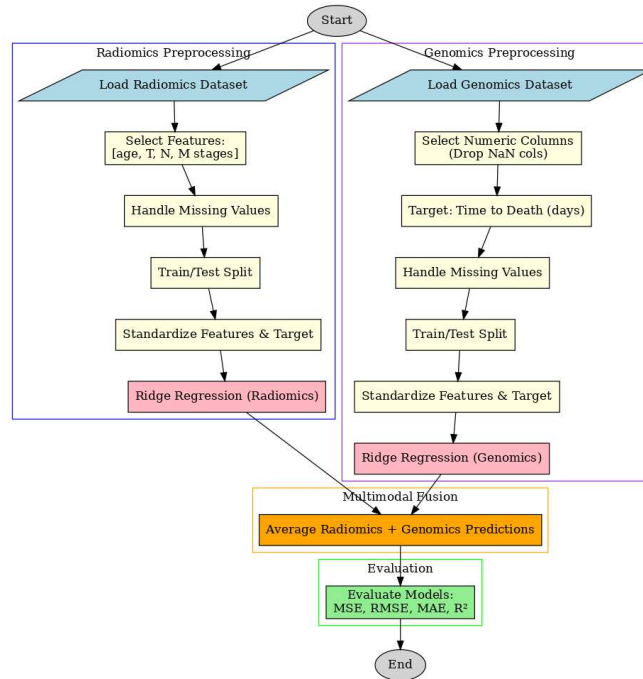 Start
Radiomics Preprocessing
Load Radiomics Dataset
Select Features:
[age, T, N, M stages]
Handle Missing Values
Train/Test Split
Standardize Features & Target
Ridge Regression (Radiomics)
Genomics Preprocessing
Load Genomics Dataset
Select Numeric Columns
(Drop NaN cols)
Target: Time to Death (days)
Handle Missing Values
Train/Test Split
Standardize Features & Target
Ridge Regression (Genomics)
Multimodal Fusion
Average Radiomics + Genomics Predictions
Evaluation
Evaluate Models:
MSE, RMSE, MAE, R²
End